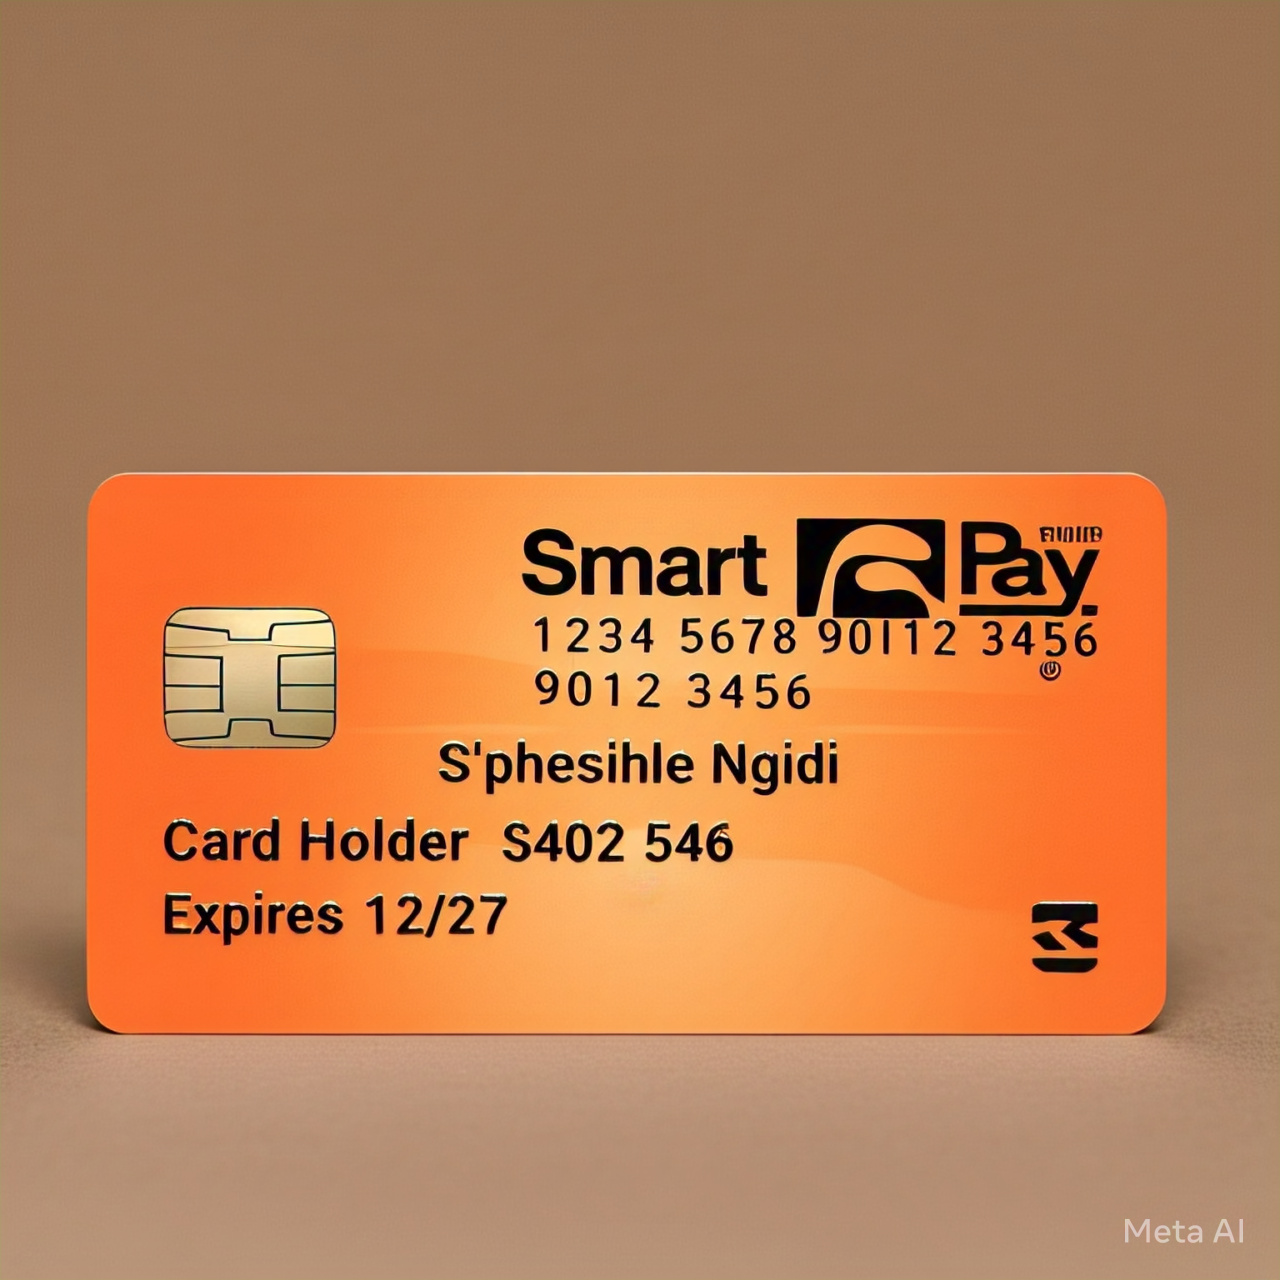 Smart Pay
1234 5678 90112 3456
9012 3456
S'phesihle Ngidi
Card Holder S402 546
Expires 12/27
Meta AI